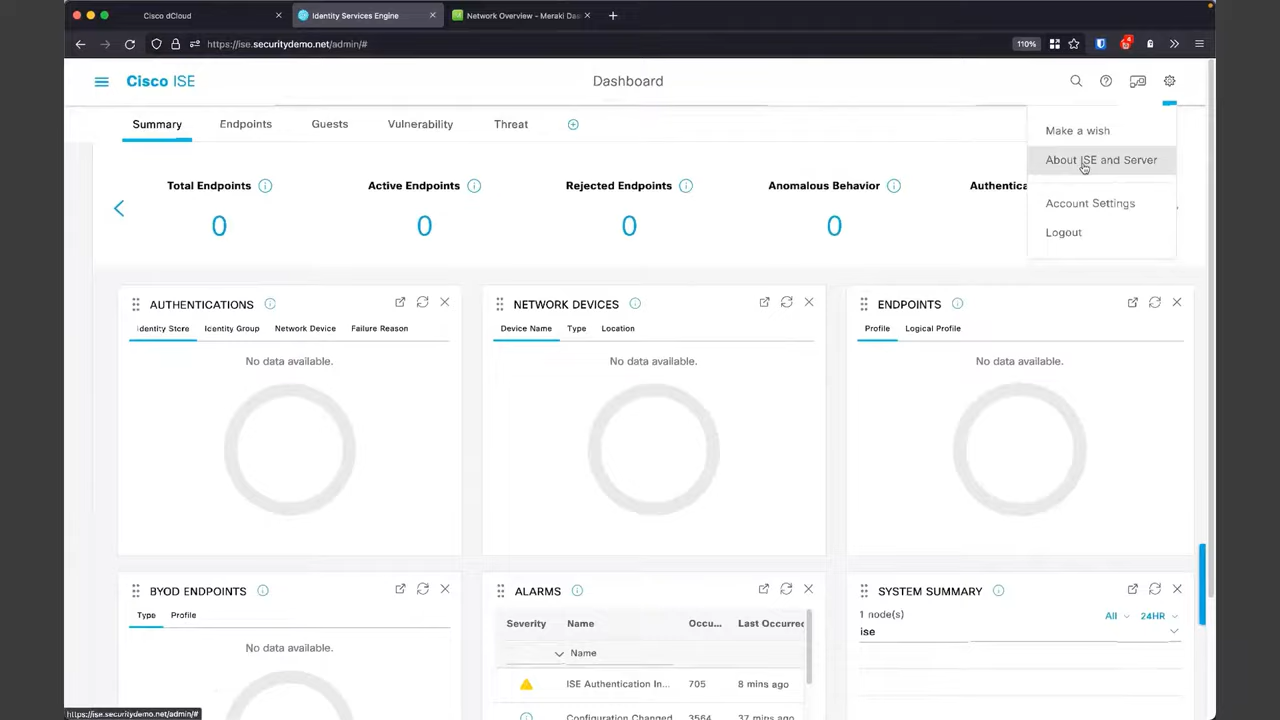 Cisco dCloud
Identity Services Engine
Network Overview - Meraki Das
https://ise.securitydemo.net/admin/#
110%
4
Cisco ISE
Dashboard
Summary
Endpoints
Guests
Vulnerability
Threat
Make a wish
About ISE and Server
Account Settings
Logout
Total Endpoints
Active Endpoints
Rejected Endpoints
Anomalous Behavior
Authentica
0
0
0
0
AUTHENTICATIONS
Identity Store Identity Group Network Device Failure Reason
No data available.
NETWORK DEVICES
Device Name Type Location
No data available.
ENDPOINTS
Profile Logical Profile
No data available.
BYOD ENDPOINTS
Type Profile
No data available.
ALARMS
Severity Name Occu... Last Occurred
Name
ISE Authentication In... 705 8 mins ago
Configuration Changed 3564 37 mins ago
SYSTEM SUMMARY
1 node(s)
All 24HR
ise
https://ise.securitydemo.net/admin/#